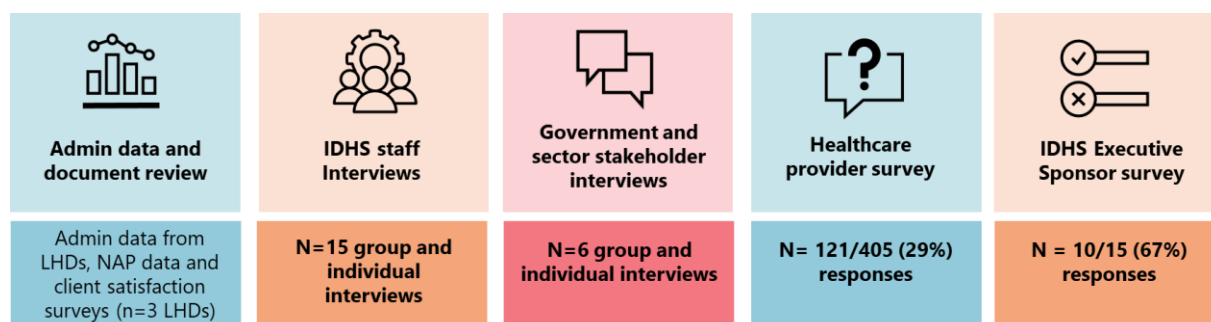 Admin data and
document review
IDHS staff
Interviews
Government and
sector stakeholder
interviews
Healthcare
provider survey
IDHS Executive
Sponsor survey
Admin data from
LHDs, NAP data and
client satisfaction
surveys (n=3 LHDs)
N=15 group and
individual
interviews
N=6 group and
individual interviews
N= 121/405 (29%)
responses
N = 10/15 (67%)
responses